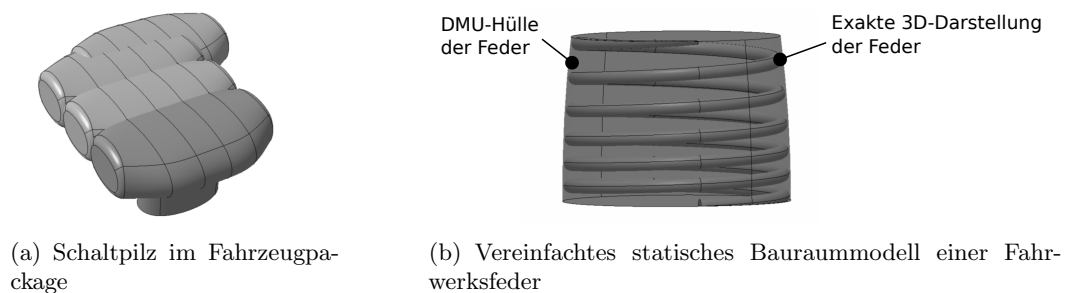 DMU-Hülle
der Feder
Exakte 3D-Darstellung
der Feder
(a) Schaltpilz im Fahrzeugpa-
ckage
(b) Vereinfachtes statisches Bauraummodell einer Fahr-
werksfeder